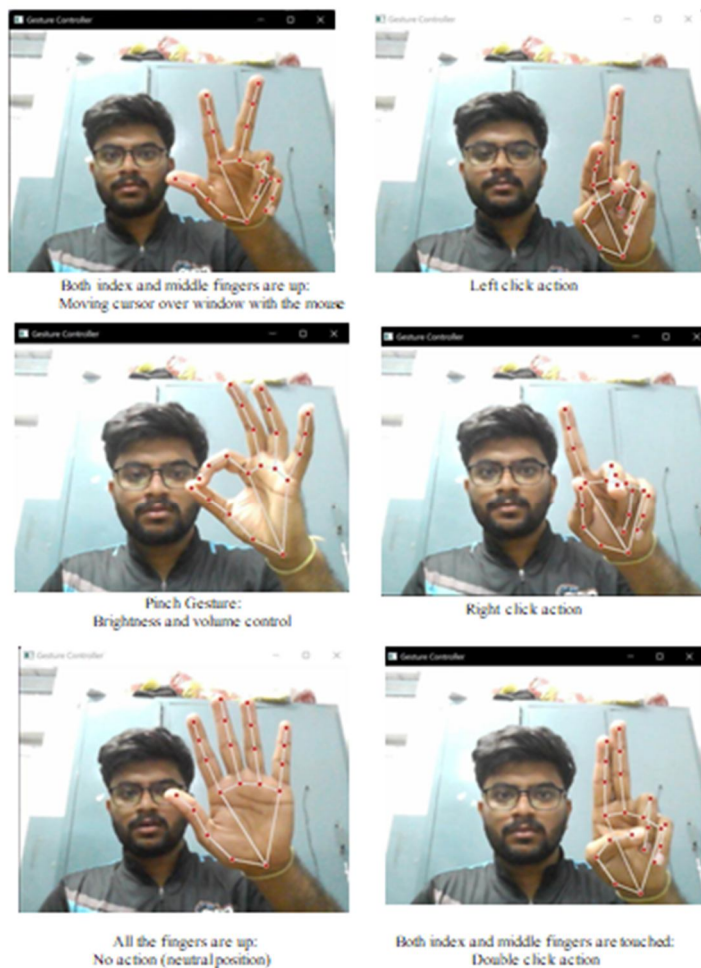 Gesture Controller
Both index and middle fingers are up:
Moving cursor over window with the mouse
Gesture Controller
Left click action
Gesture Controller
Pinch Gesture:
Brightness and volume control
Gesture Controller
Right click action
Gesture Controller
All the fingers are up:
No action (neutral position)
Gesture Controller
Both index and middle fingers are touched:
Double click action